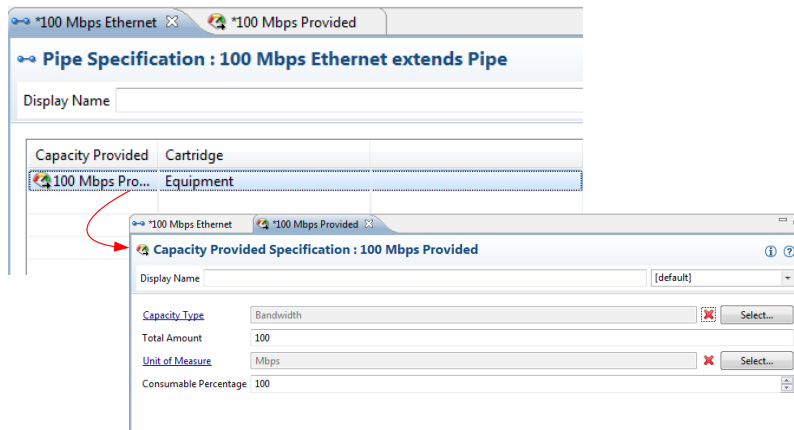 *100 Mbps Ethernet *100 Mbps Provided
Pipe Specification : 100 Mbps Ethernet extends Pipe
Display Name
Capacity Provided Cartridge
100 Mbps Pro... Equipment
*100 Mbps Ethernet *100 Mbps Provided
Capacity Provided Specification : 100 Mbps Provided
Display Name [default]
Capacity Type Bandwidth Select...
Total Amount 100
Unit of Measure Mbps Select...
Consumable Percentage 100